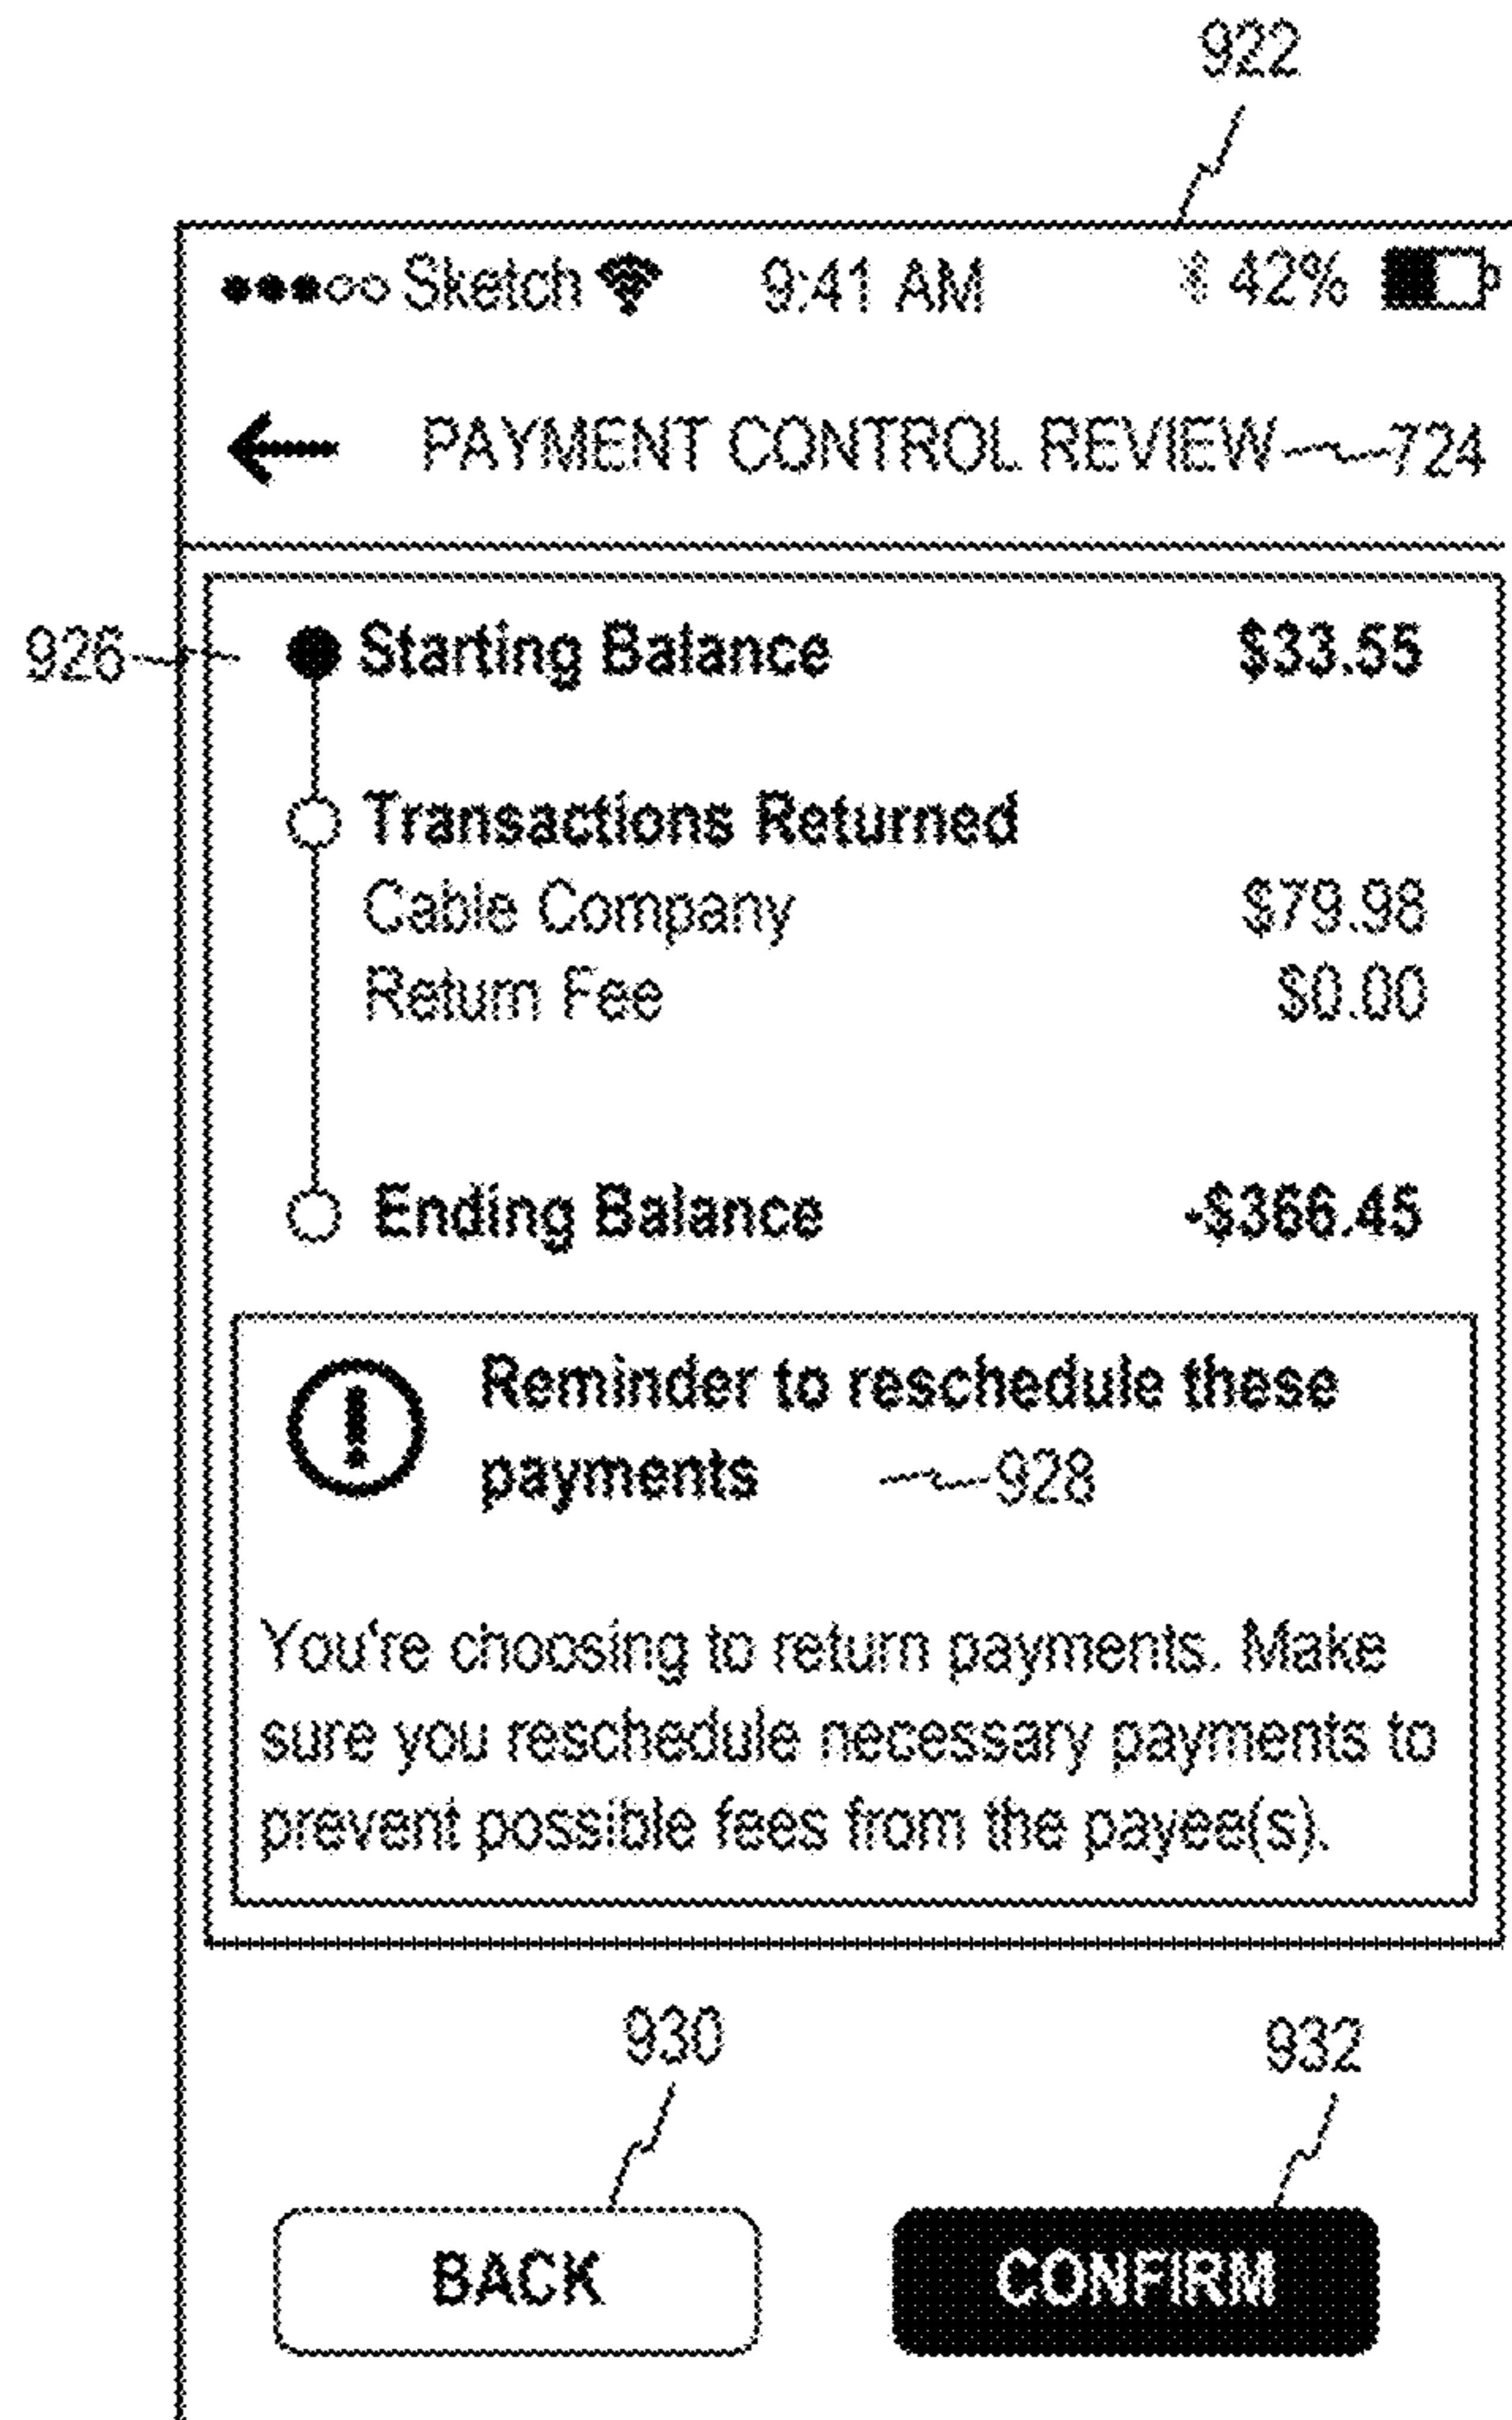 922
Sketch 9:41 AM 42%
PAYMENT CONTROL REVIEW 724
926 Starting Balance $33.55
Transactions Returned
Cable Company $79.98
Return Fee $0.00
Ending Balance -$366.45
Reminder to reschedule these
payments 928
You're choosing to return payments. Make
sure you reschedule necessary payments to
prevent possible fees from the payee(s).
930 932
BACK CONFIRM